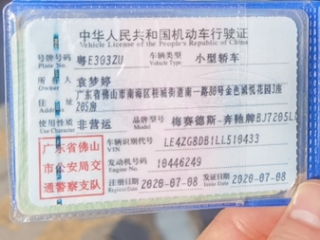 中华人民共和国机动车行驶证
Vehicle License of the People's Republic of China
号牌号码 粤E3G3ZU 车辆类型 小型轿车
Plate No. Vehicle Type
所有人 袁梦婷
住址 广东省佛山市南海区桂城街道南一路88号金色诚悦花园3座
205房
使用性质 非营运 品牌型号 梅赛德斯-奔驰牌BJ7205L
Use Character Model
广东省佛山
市公安局交
通警察支队
车辆识别代号 LE4ZG8DB1LL519433
VIN
发动机号码 10446249
Engine No.
注册日期 2020-07-08 发证日期 2020-07-08
Register Date Issue Date